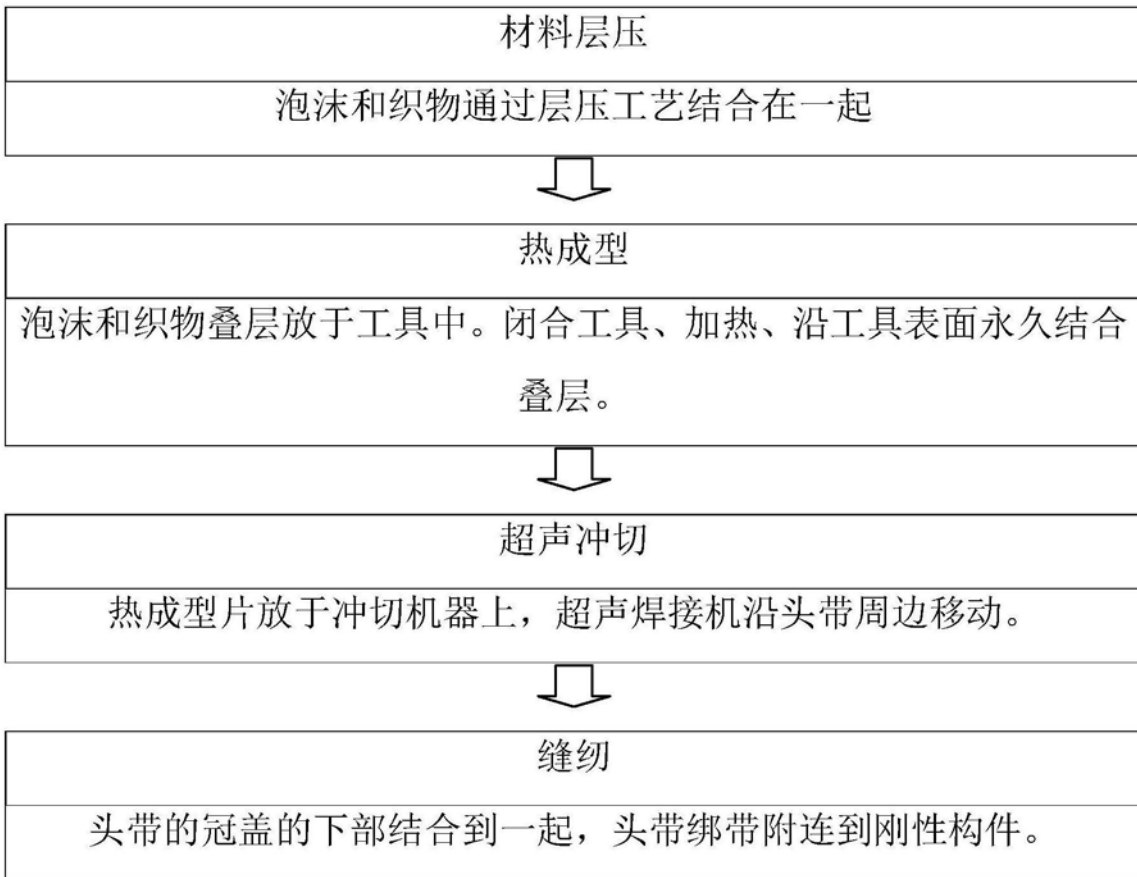 材料层压
泡沫和织物通过层压工艺结合在一起
热成型
泡沫和织物叠层放于工具中。闭合工具、加热、沿工具表面永久结合
叠层。
超声冲切
热成型片放于冲切机器上，超声焊接机沿头带周边移动。
缝纫
头带的冠盖的下部结合到一起，头带绑带附连到刚性构件。